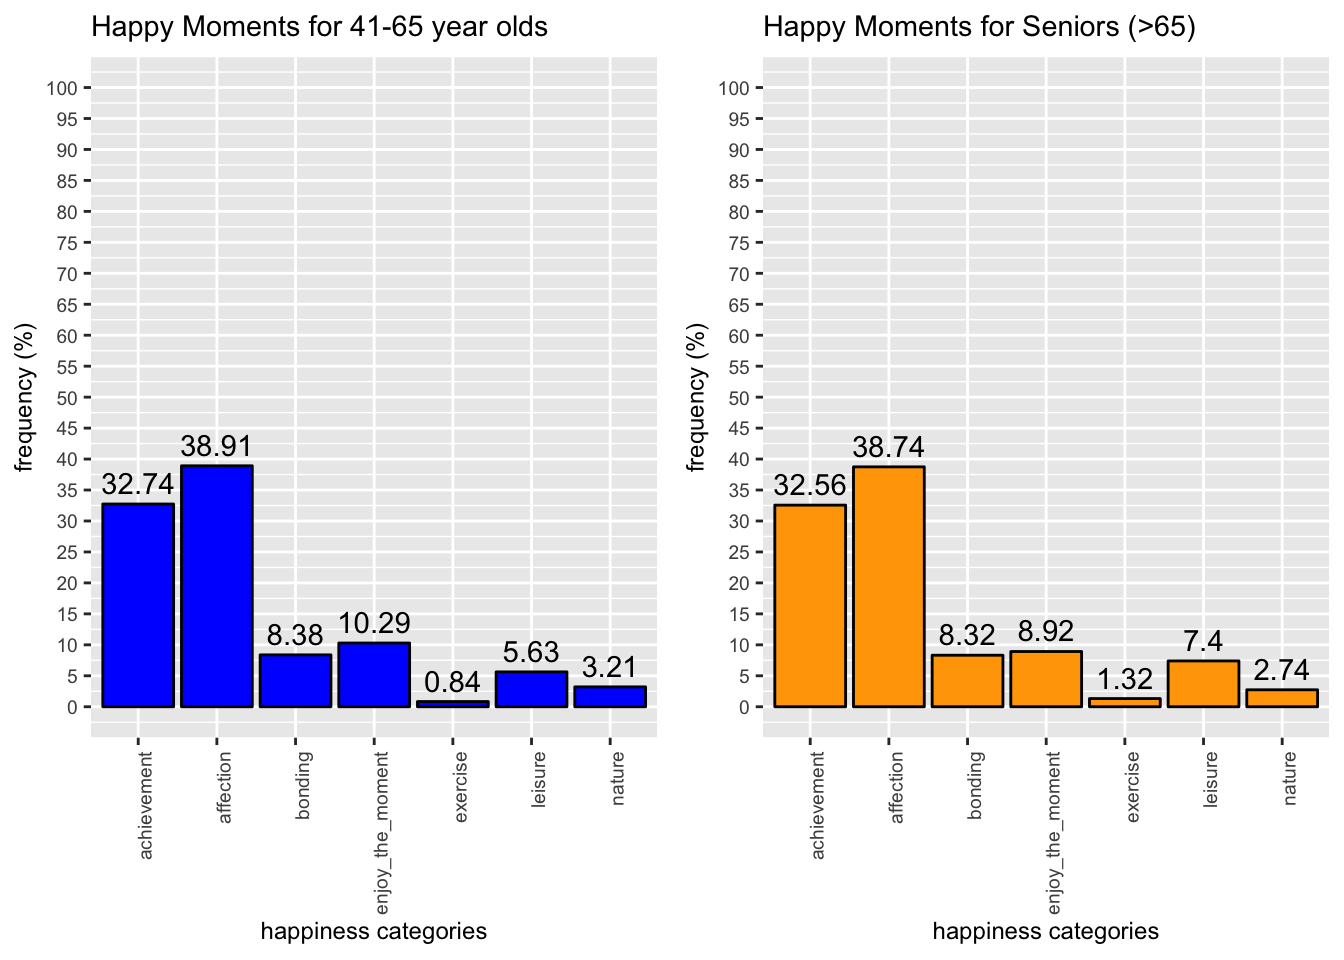 Happy Moments for 41-65 year olds
frequency (%)
100
95
90
85
80
75
70
65
60
55
50
45
40
35
30
25
20
15
10
5
0
32.74
38.91
8.38
10.29
0.84
5.63
3.21
achievement
affection
bonding
enjoy_the_moment
exercise
leisure
nature
happiness categories
Happy Moments for Seniors (>65)
frequency (%)
100
95
90
85
80
75
70
65
60
55
50
45
40
35
30
25
20
15
10
5
0
32.56
38.74
8.32
8.92
1.32
7.4
2.74
achievement
affection
bonding
enjoy_the_moment
exercise
leisure
nature
happiness categories